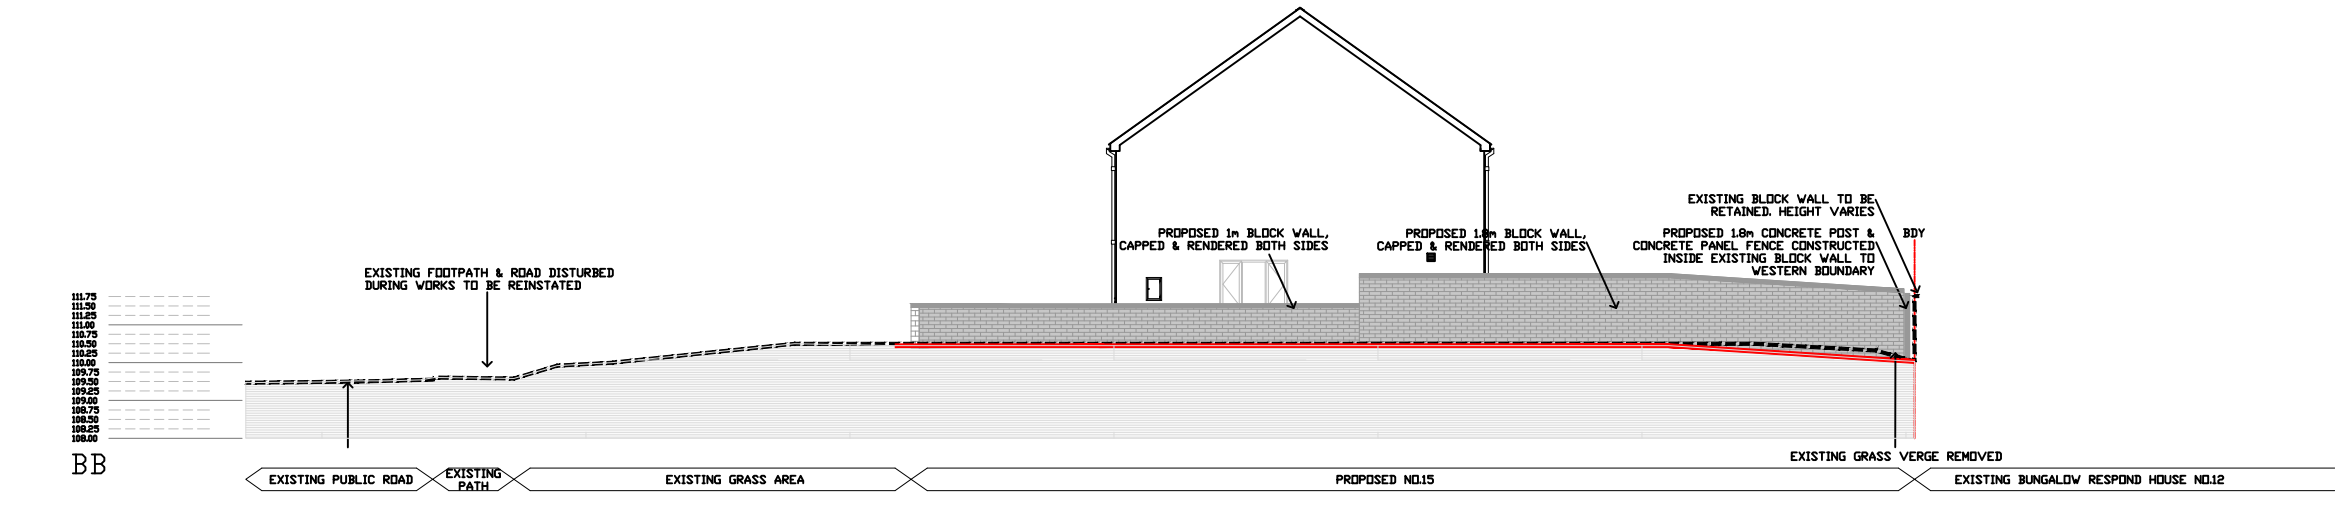 EXISTING BLOCK WALL TO BE
RETAINED. HEIGHT VARIES
PROPOSED 1m BLOCK WALL,
CAPPED & RENDERED BOTH SIDES
PROPOSED 1.8m BLOCK WALL,
CAPPED & RENDERED BOTH SIDES
PROPOSED 1.8m CONCRETE POST &
CONCRETE PANEL FENCE CONSTRUCTED
INSIDE EXISTING BLOCK WALL TO
WESTERN BOUNDARY
BDY
EXISTING FOOTPATH & ROAD DISTURBED
DURING WORKS TO BE REINSTATED
111.75
111.50
111.25
111.00
110.75
110.50
110.25
110.00
109.75
109.50
109.25
109.00
108.75
108.50
108.25
108.00
BB
EXISTING GRASS VERGE REMOVED
EXISTING PUBLIC ROAD
EXISTING
PATH
EXISTING GRASS AREA
PROPOSED NO.15
EXISTING BUNGALOW RESPOND HOUSE NO.12